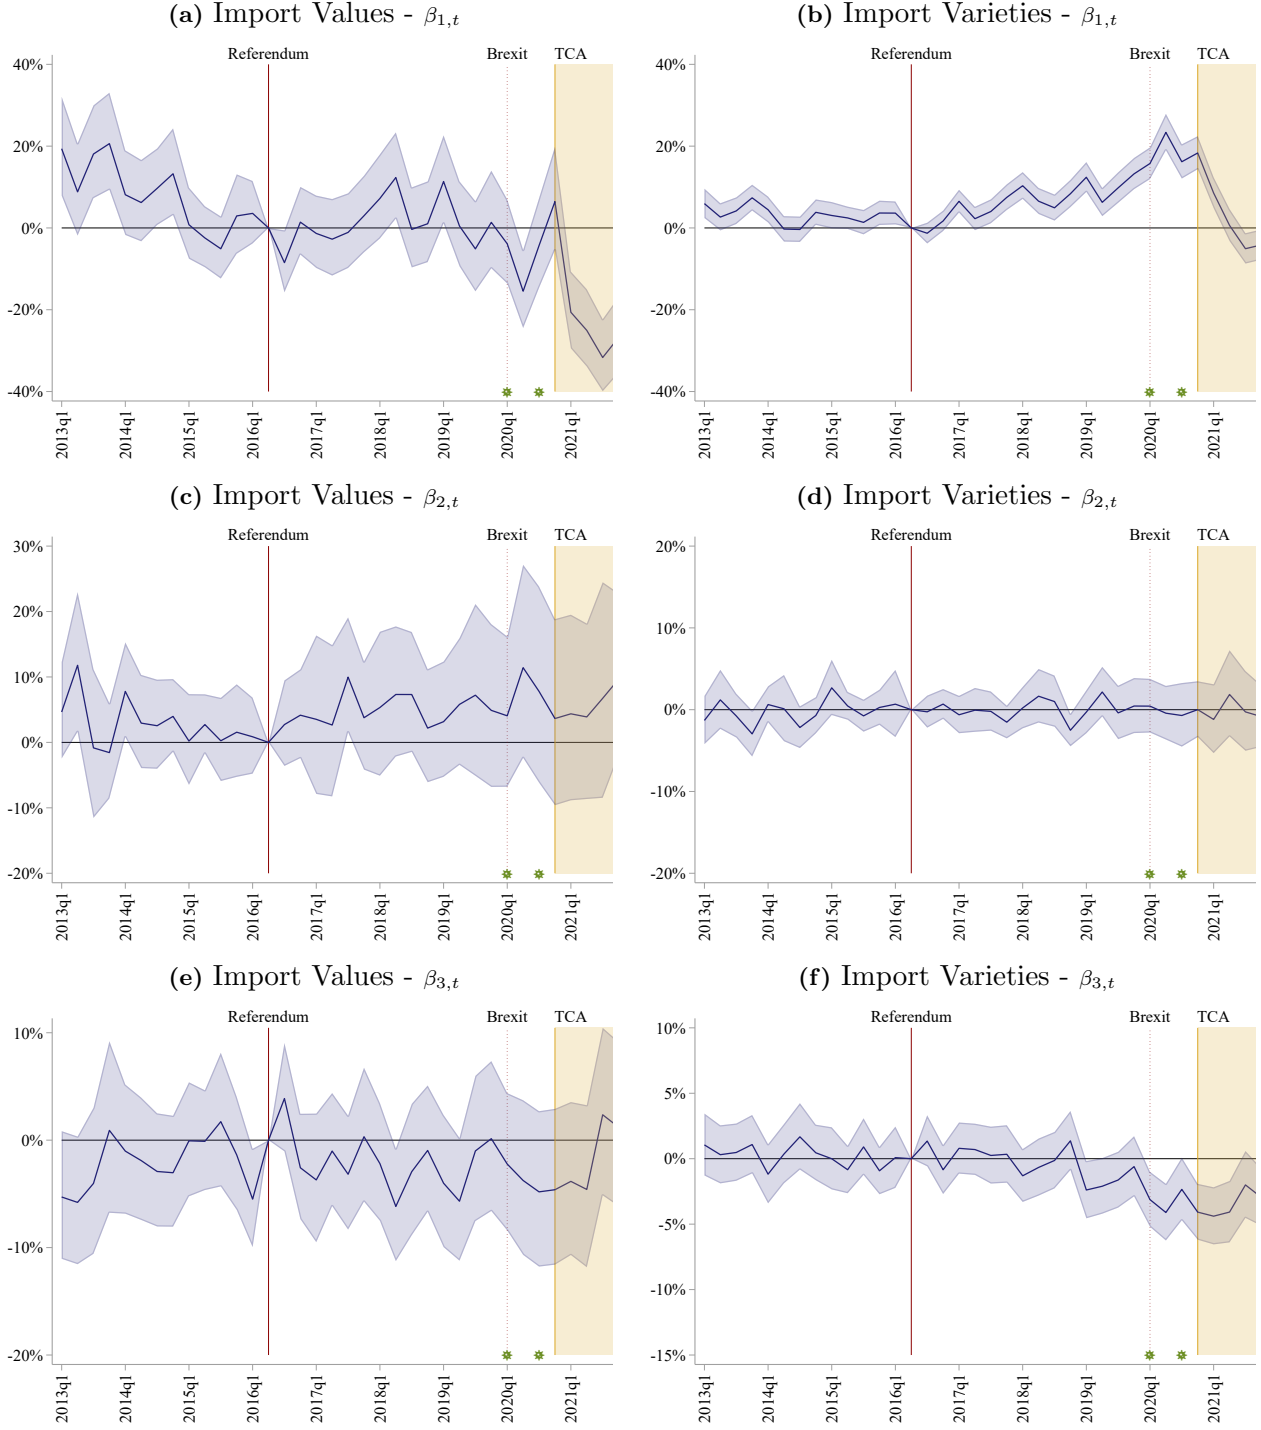 (a) Import Values - β1,t
Referendum Brexit TCA
40%
20%
0%
-20%
-40%
2013q1 2014q1 2015q1 2016q1 2017q1 2018q1 2019q1 2020q1 2021q1
(b) Import Varieties - β1,t
Referendum Brexit TCA
40%
20%
0%
-20%
-40%
2013q1 2014q1 2015q1 2016q1 2017q1 2018q1 2019q1 2020q1 2021q1
(c) Import Values - β2,t
Referendum Brexit TCA
30%
20%
10%
0%
-10%
-20%
2013q1 2014q1 2015q1 2016q1 2017q1 2018q1 2019q1 2020q1 2021q1
(d) Import Varieties - β2,t
Referendum Brexit TCA
20%
10%
0%
-10%
-20%
2013q1 2014q1 2015q1 2016q1 2017q1 2018q1 2019q1 2020q1 2021q1
(e) Import Values - β3,t
Referendum Brexit TCA
10%
0%
-10%
-20%
2013q1 2014q1 2015q1 2016q1 2017q1 2018q1 2019q1 2020q1 2021q1
(f) Import Varieties - β3,t
Referendum Brexit TCA
10%
5%
0%
-5%
-10%
-15%
2013q1 2014q1 2015q1 2016q1 2017q1 2018q1 2019q1 2020q1 2021q1